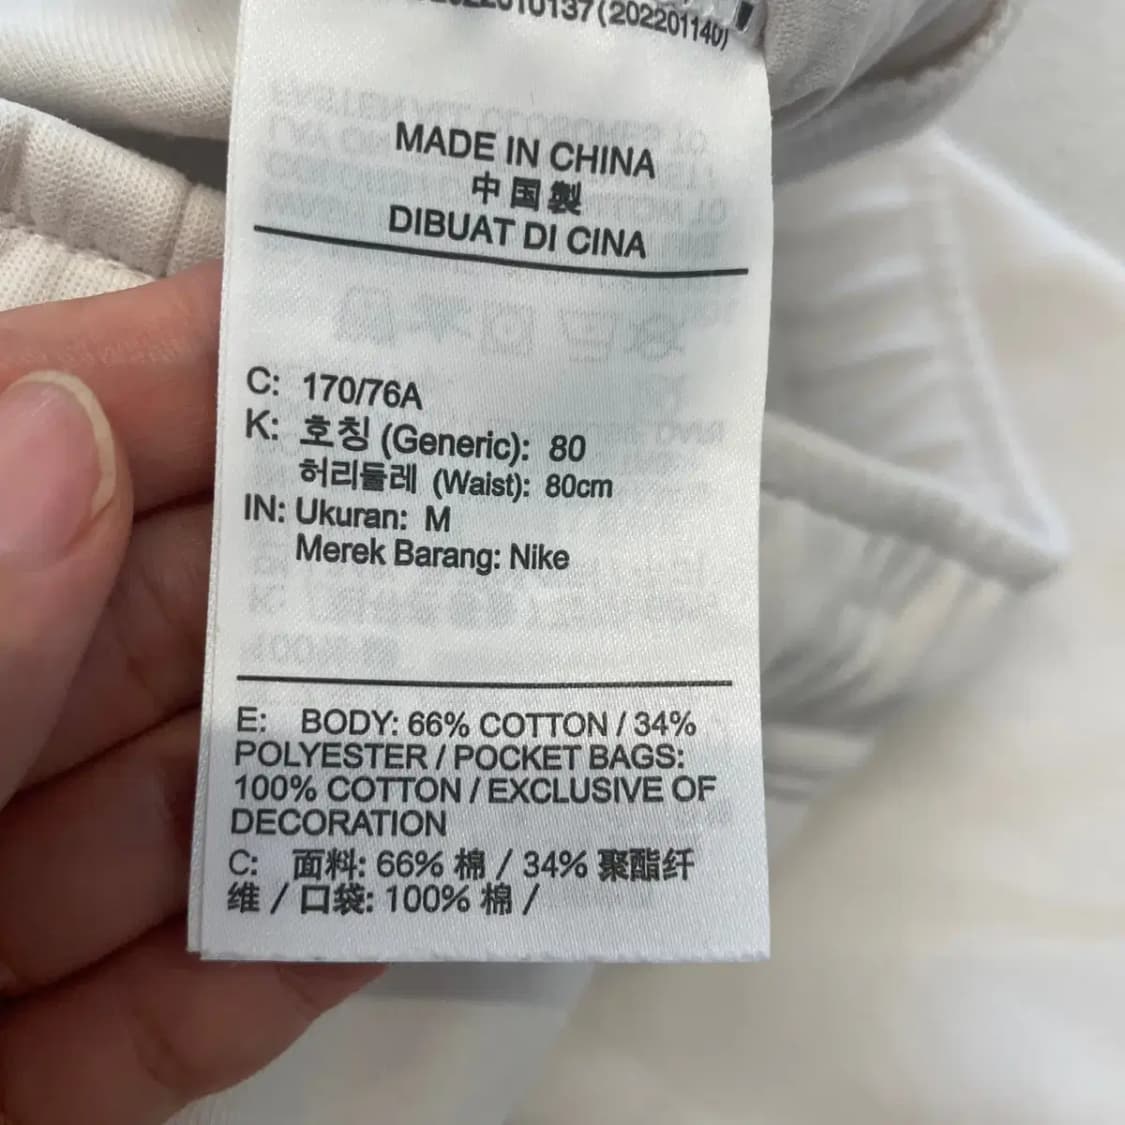 (202201140)
MADE IN CHINA
中国製
DIBUAT DI CINA
C: 170/76A
K: 호칭 (Generic): 80
허리둘레 (Waist): 80cm
IN: Ukuran: M
Merek Barang: Nike
E: BODY: 66% COTTON / 34%
POLYESTER / POCKET BAGS:
100% COTTON / EXCLUSIVE OF
DECORATION
C: 面料: 66% 棉 / 34% 聚酯纤
维 / 口袋: 100% 棉 /